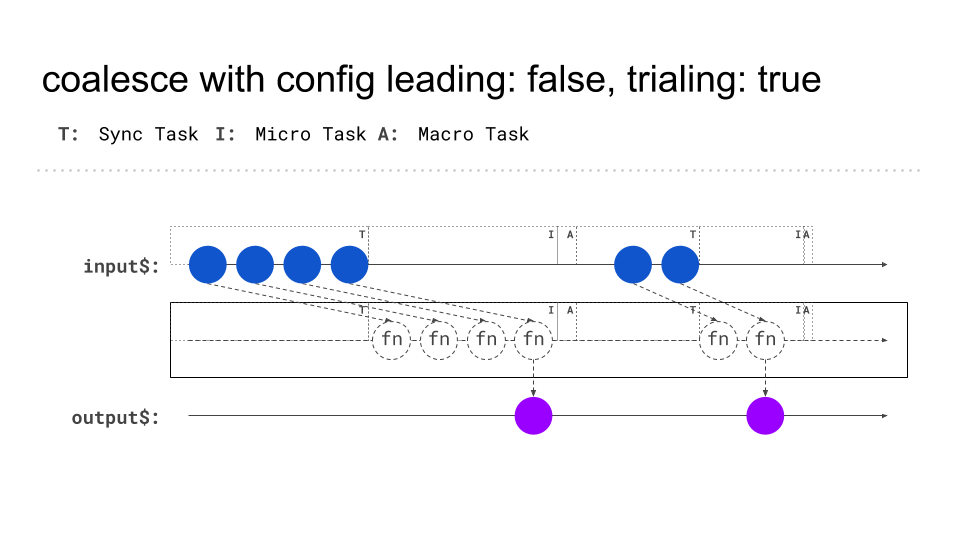 coalesce with config leading: false, trialing: true
T: Sync Task I: Micro Task A: Macro Task
T I A T I A
input$:
T I A T I A
fn fn fn fn fn fn
output$: